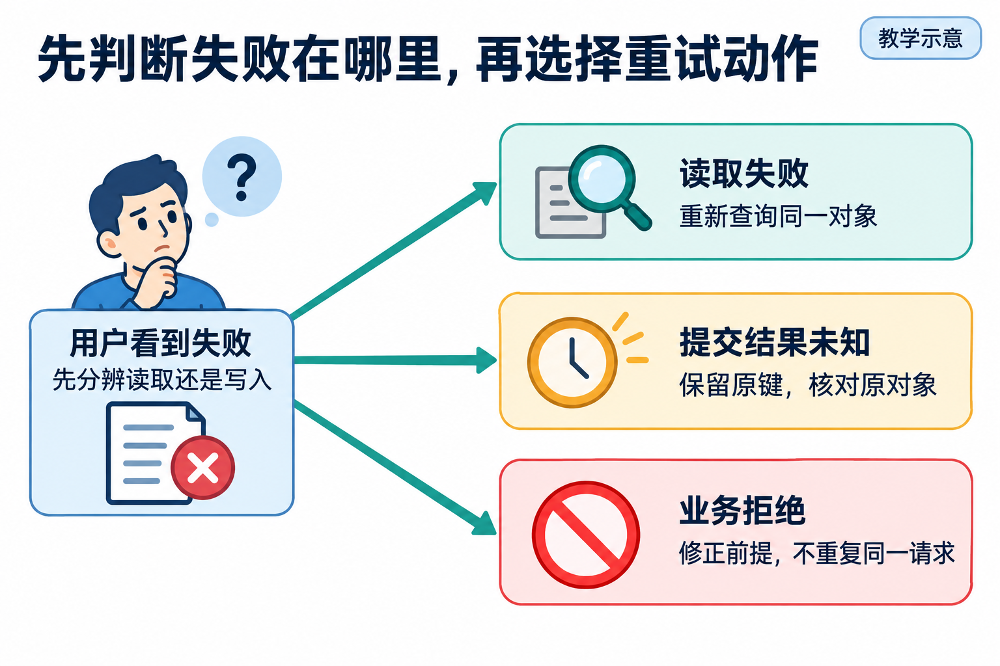 先判断失败在哪里，再选择重试动作
教学示意
?
用户看到失败
先分辨读取还是写入
读取失败
重新查询同一对象
提交结果未知
保留原键，核对原对象
业务拒绝
修正前提，不重复同一请求